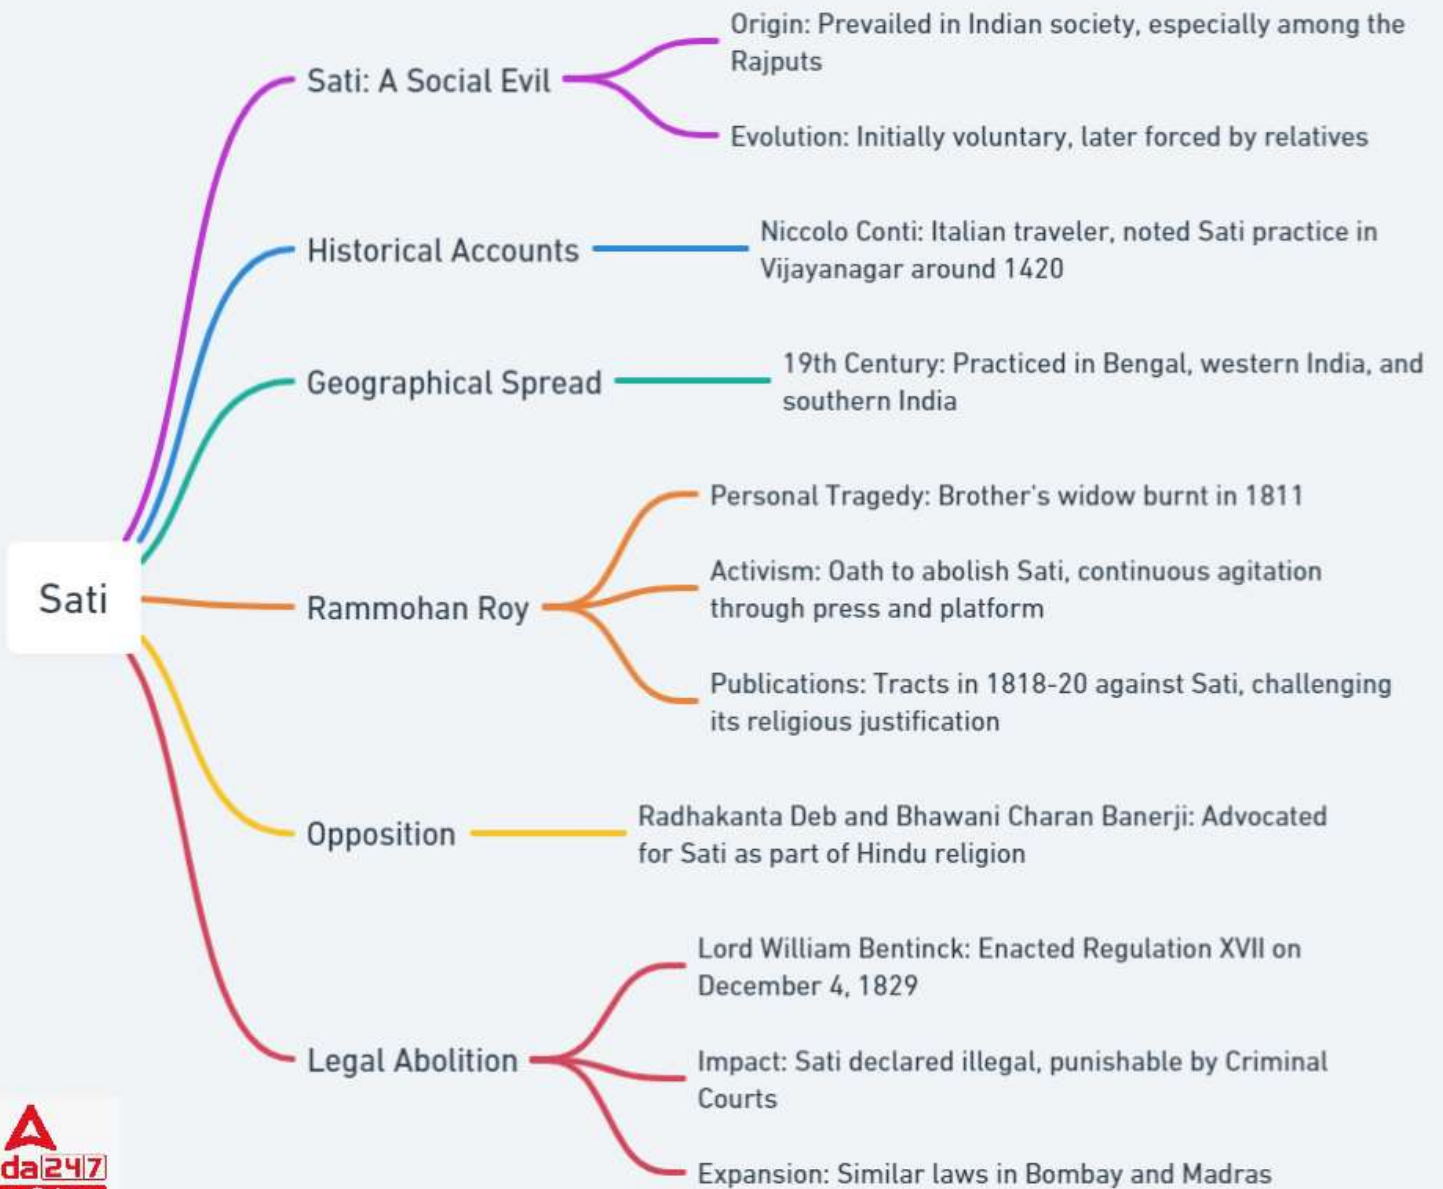 Sati
Sati: A Social Evil
Origin: Prevailed in Indian society, especially among the
Rajputs
Evolution: Initially voluntary, later forced by relatives
Historical Accounts
Niccolo Conti: Italian traveler, noted Sati practice in
Vijayanagar around 1420
Geographical Spread
19th Century: Practiced in Bengal, western India, and
southern India
Rammohan Roy
Personal Tragedy: Brother's widow burnt in 1811
Activism: Oath to abolish Sati, continuous agitation
through press and platform
Publications: Tracts in 1818-20 against Sati, challenging
its religious justification
Opposition
Radhakanta Deb and Bhawani Charan Banerji: Advocated
for Sati as part of Hindu religion
Legal Abolition
Lord William Bentinck: Enacted Regulation XVII on
December 4, 1829
Impact: Sati declared illegal, punishable by Criminal
Courts
Expansion: Similar laws in Bombay and Madras
da247